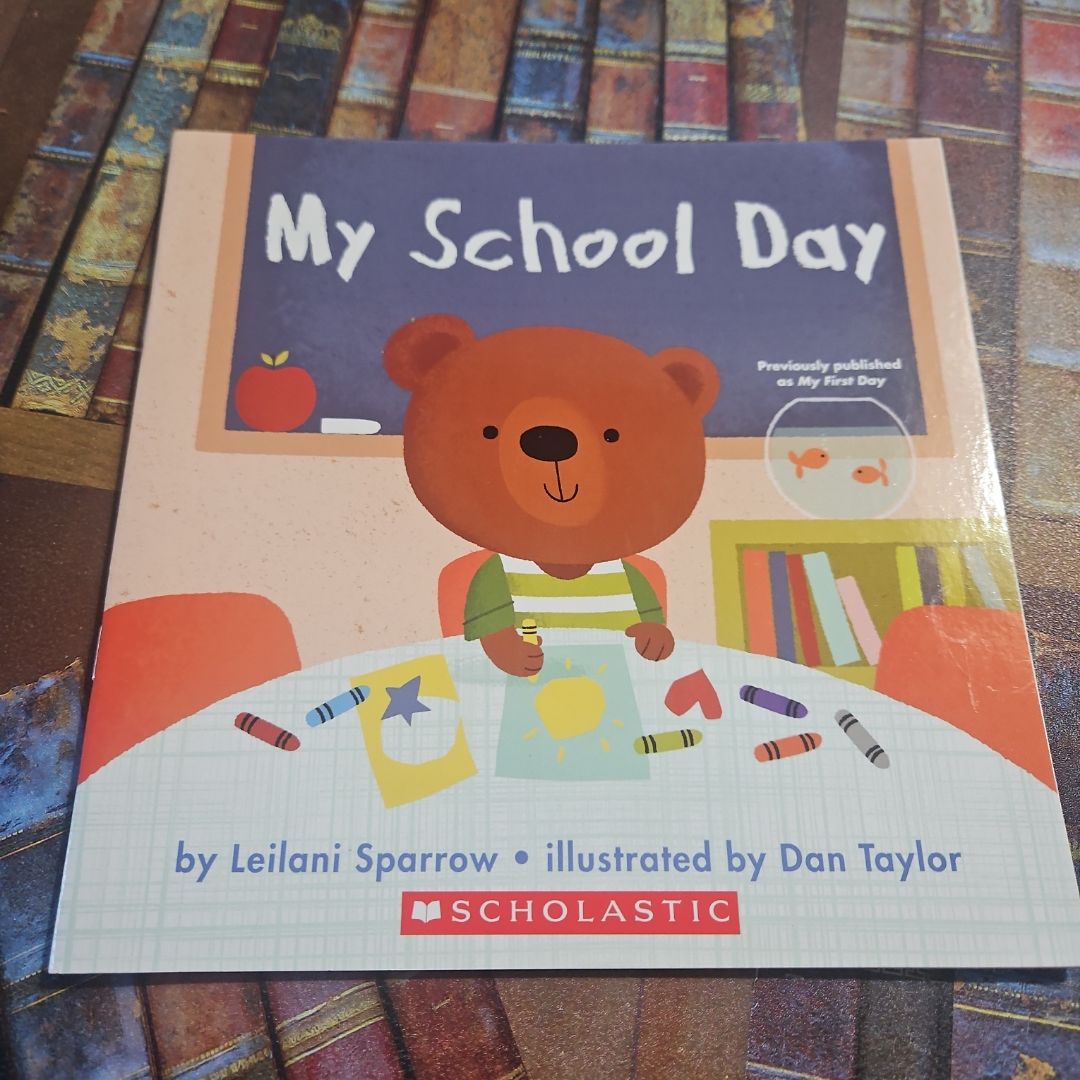 My School Day
Previously published
as My First Day
by Leilani Sparrow • illustrated by Dan Taylor
SCHOLASTIC